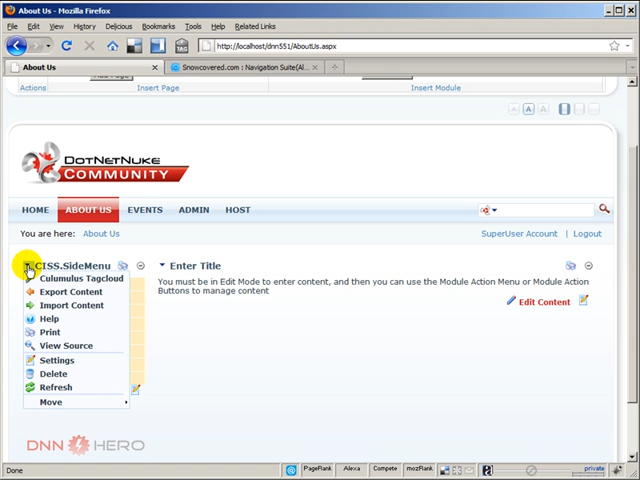 About Us - Mozilla Firefox
File Edit View History Delicious Bookmarks Tools Help Related Links
http://localhost/dnn551/AboutUs.aspx
About Us
Snowcovered.com : Navigation Suite(Al...
Actions
Insert Page
Insert Module
A A A
DOTNETNUKE
COMMUNITY
HOME ABOUT US EVENTS ADMIN HOST
You are here: About Us
SuperUser Account | Logout
CISS.SideMenu
Enter Title
You must be in Edit Mode to enter content, and then you can use the Module Action Menu or Module Action
Buttons to manage content
Edit Content
Culumulus Tagcloud
Export Content
Import Content
Help
Print
View Source
Settings
Delete
Refresh
Move
DNN HERO
Done
PageRank Alexa Compete mozRank